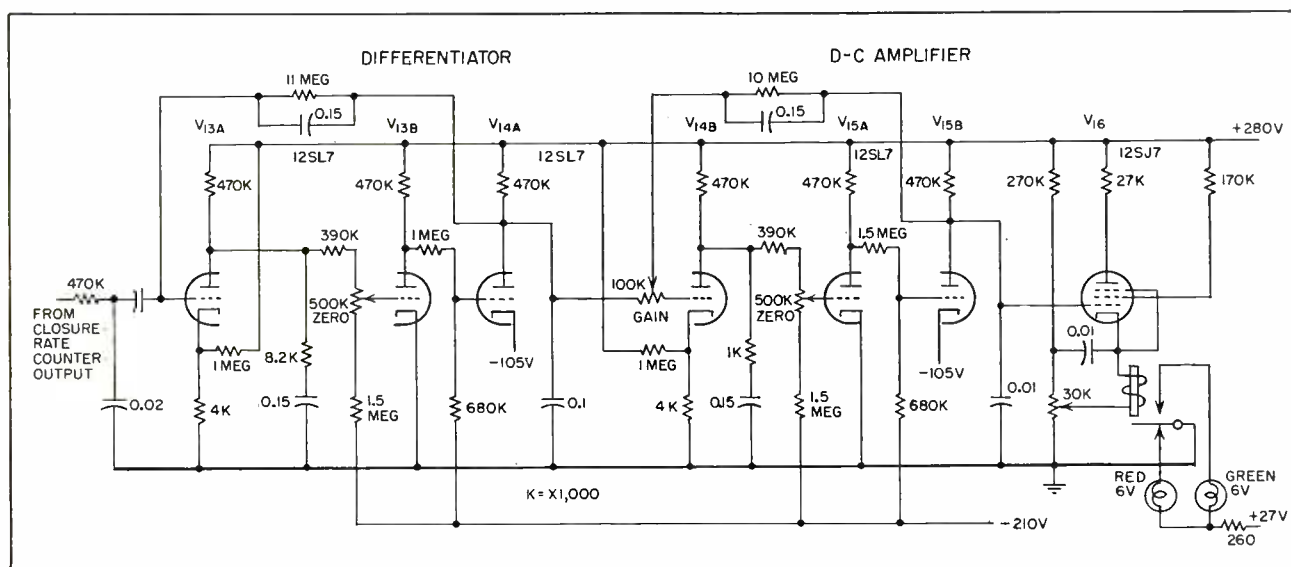 DIFFERENTIATOR
D-C AMPLIFIER
11 MEG
10 MEG
0.15
0.15
V13A
V13B
V14A
V14B
V15A
V15B
V16
+280V
12SL7
12SL7
12SL7
12SJ7
470K
470K
470K
470K
470K
470K
270K
27K
170K
390K
1 MEG
390K
1.5 MEG
470K
500K
ZERO
100K
GAIN
500K
ZERO
FROM
CLOSURE
RATE
COUNTER
OUTPUT
1 MEG
8.2K
-105V
1 MEG
1K
-105V
0.01
0.02
4K
0.15
1.5
MEG
680K
0.1
4K
0.15
1.5
MEG
680K
0.01
30K
K = X1,000
RED
6V
GREEN
6V
-210V
+27V
260